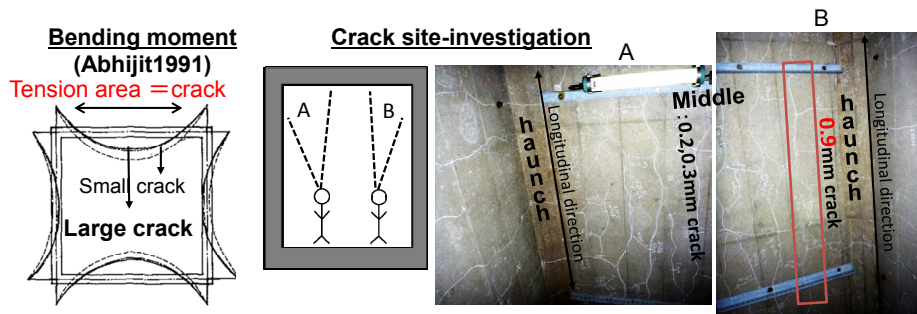 Bending moment
(Abhijit1991)
Tension area =crack
Small crack
Large crack
Crack site-investigation
A
B
A
haunch
Longitudinal direction
Middle
: 0.2,0.3mm crack
B
0.9mm crack
haunch
Longitudinal direction